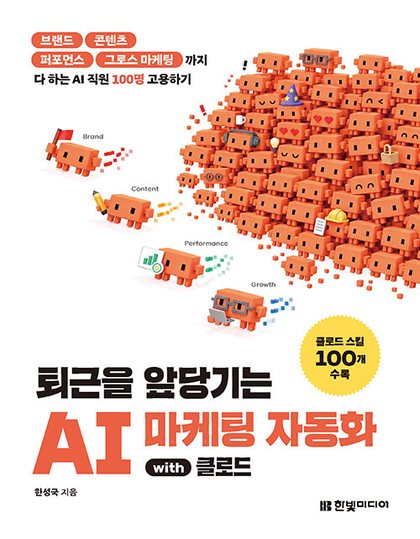 브랜드 콘텐츠
퍼포먼스 그로스 마케팅 까지
다 하는 AI 직원 100명 고용하기
Brand
Content
Performance
Growth
클로드 스킬
100개
수록
퇴근을 앞당기는
AI 마케팅 자동화
with 클로드
한성국 지음
한빛미디어